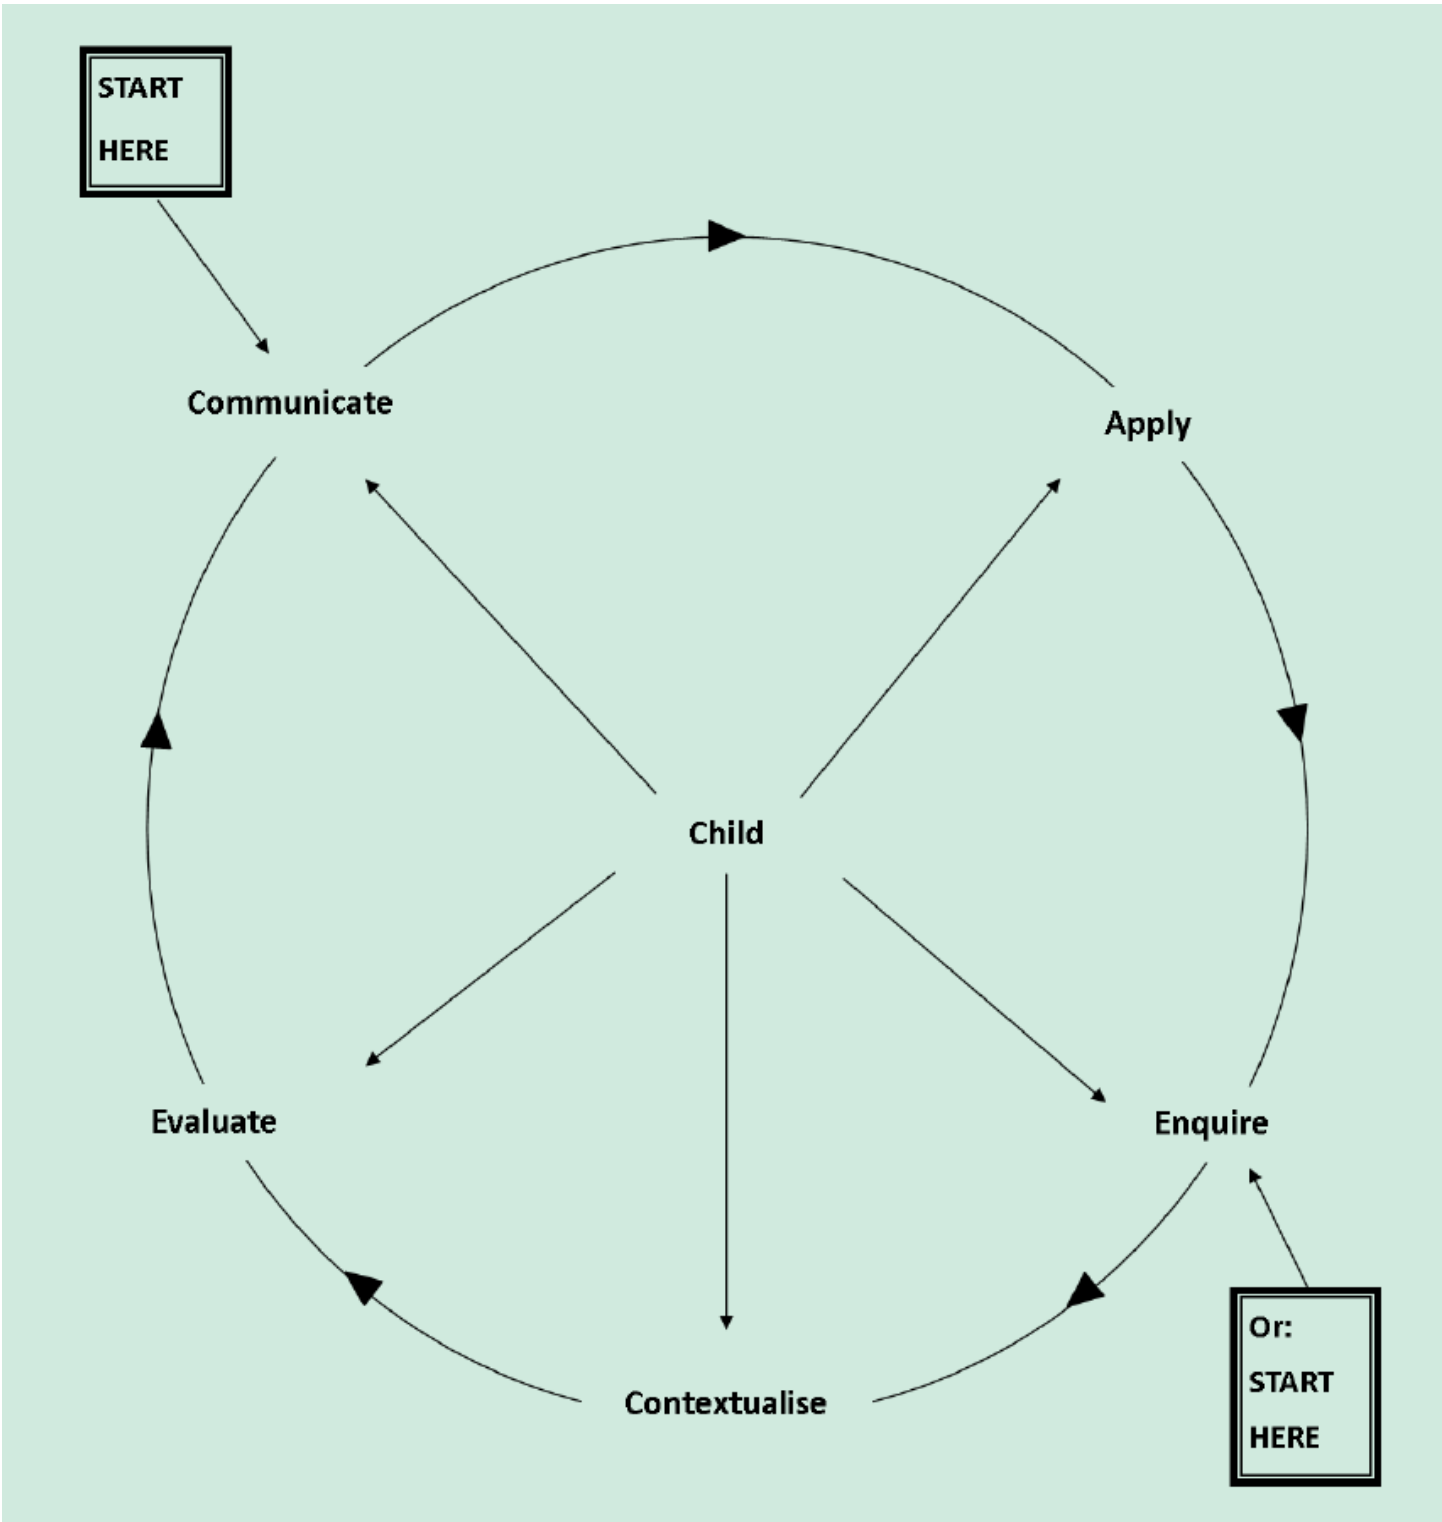 START
HERE
Communicate
Apply
Child
Evaluate
Enquire
Contextualise
Or:
START
HERE